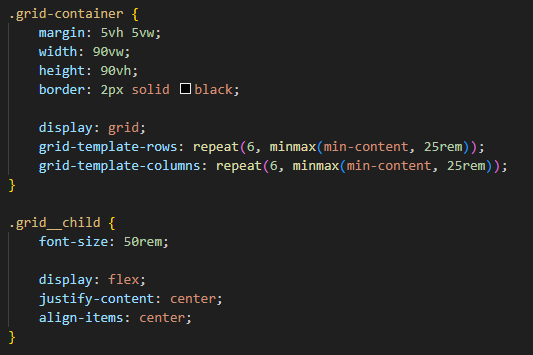 .grid-container {
    margin: 5vh 5vw;
    width: 90vw;
    height: 90vh;
    border: 2px solid black;

    display: grid;
    grid-template-rows: repeat(6, minmax(min-content, 25rem));
    grid-template-columns: repeat(6, minmax(min-content, 25rem));
}

.grid__child {
    font-size: 50rem;

    display: flex;
    justify-content: center;
    align-items: center;
}